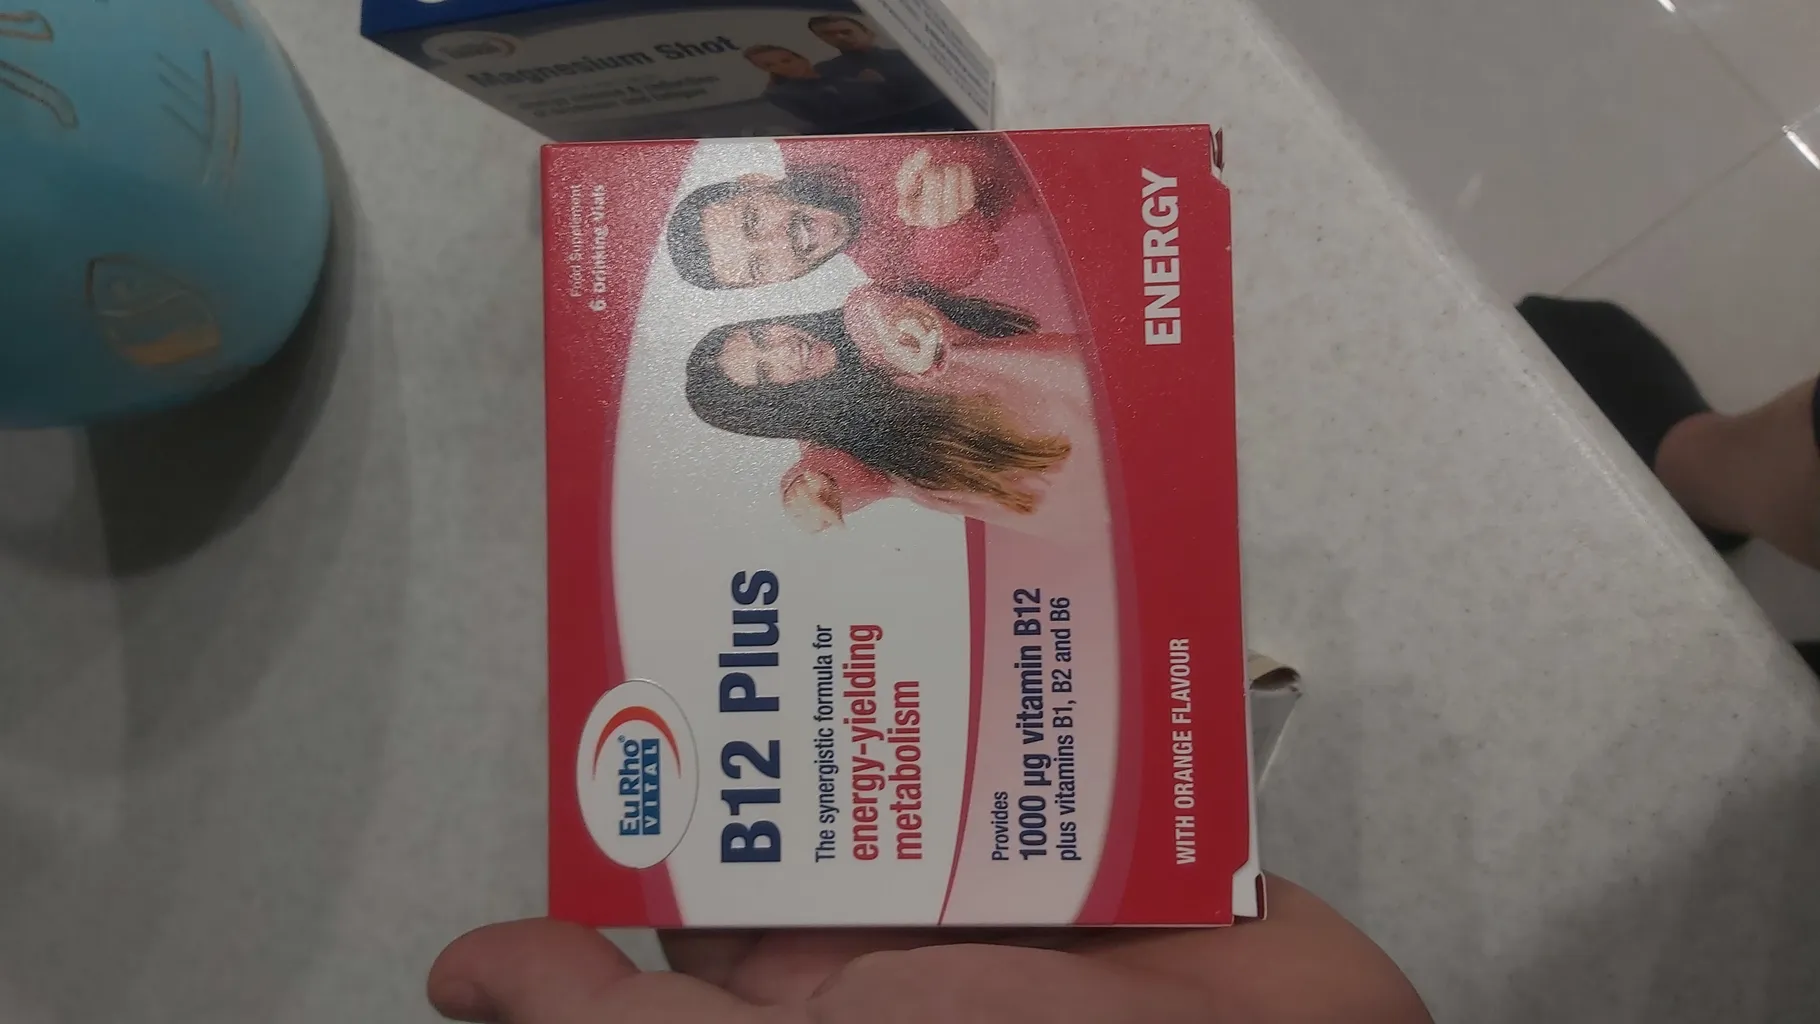 Magnesium Shot
Food Supplement
6 Drinking Vials
EuRho®
VITAL
B12 Plus
The synergistic formula for
energy-yielding
metabolism
Provides
1000 µg vitamin B12
plus vitamins B1, B2 and B6
WITH ORANGE FLAVOUR
ENERGY